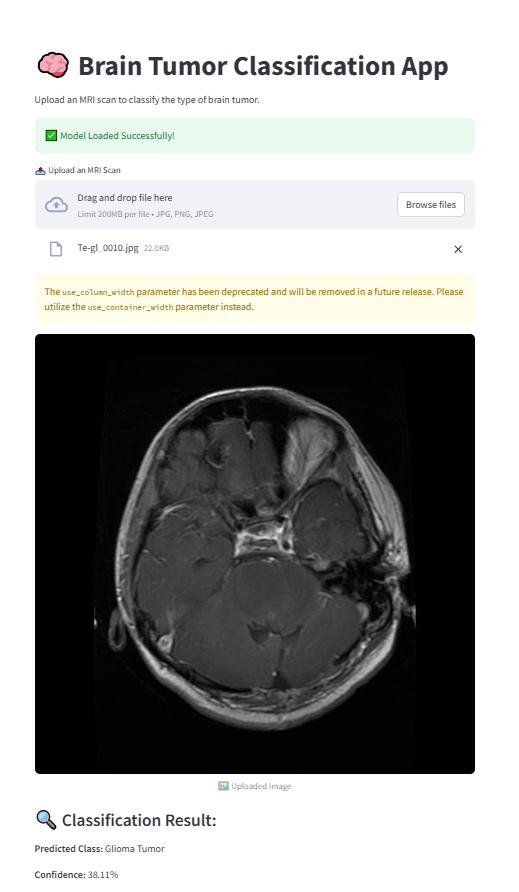 Brain Tumor Classification App
Upload an MRI scan to classify the type of brain tumor.
Model Loaded Successfully!
Upload an MRI Scan
Drag and drop file here
Limit 200MB per file • JPG, PNG, JPEG
Browse files
Te-gl_0010.jpg 22.0KB
The use_column_width parameter has been deprecated and will be removed in a future release. Please
utilize the use_container_width parameter instead.
Uploaded Image
Classification Result:
Predicted Class: Glioma Tumor
Confidence: 38.11%